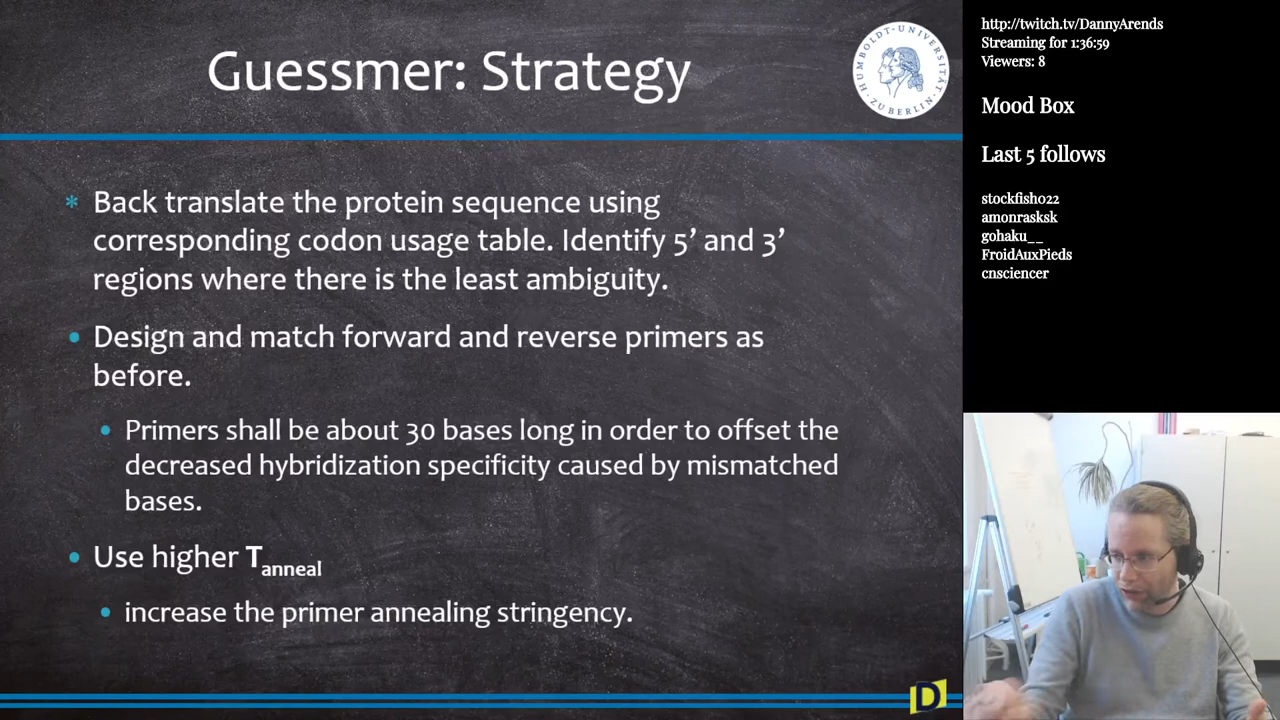 Guessmer: Strategy
HUMBOLDT-UNIVERSITÄT
ZU BERLIN
* Back translate the protein sequence using
corresponding codon usage table. Identify 5’ and 3’
regions where there is the least ambiguity.
• Design and match forward and reverse primers as
before.
• Primers shall be about 30 bases long in order to offset the
decreased hybridization specificity caused by mismatched
bases.
• Use higher Tanneal
• increase the primer annealing stringency.
D
http://twitch.tv/DannyArends
Streaming for 1:36:59
Viewers: 8
Mood Box
Last 5 follows
stockfish022
amonrasksk
gohaku__
FroidAuxPieds
cnsciencer